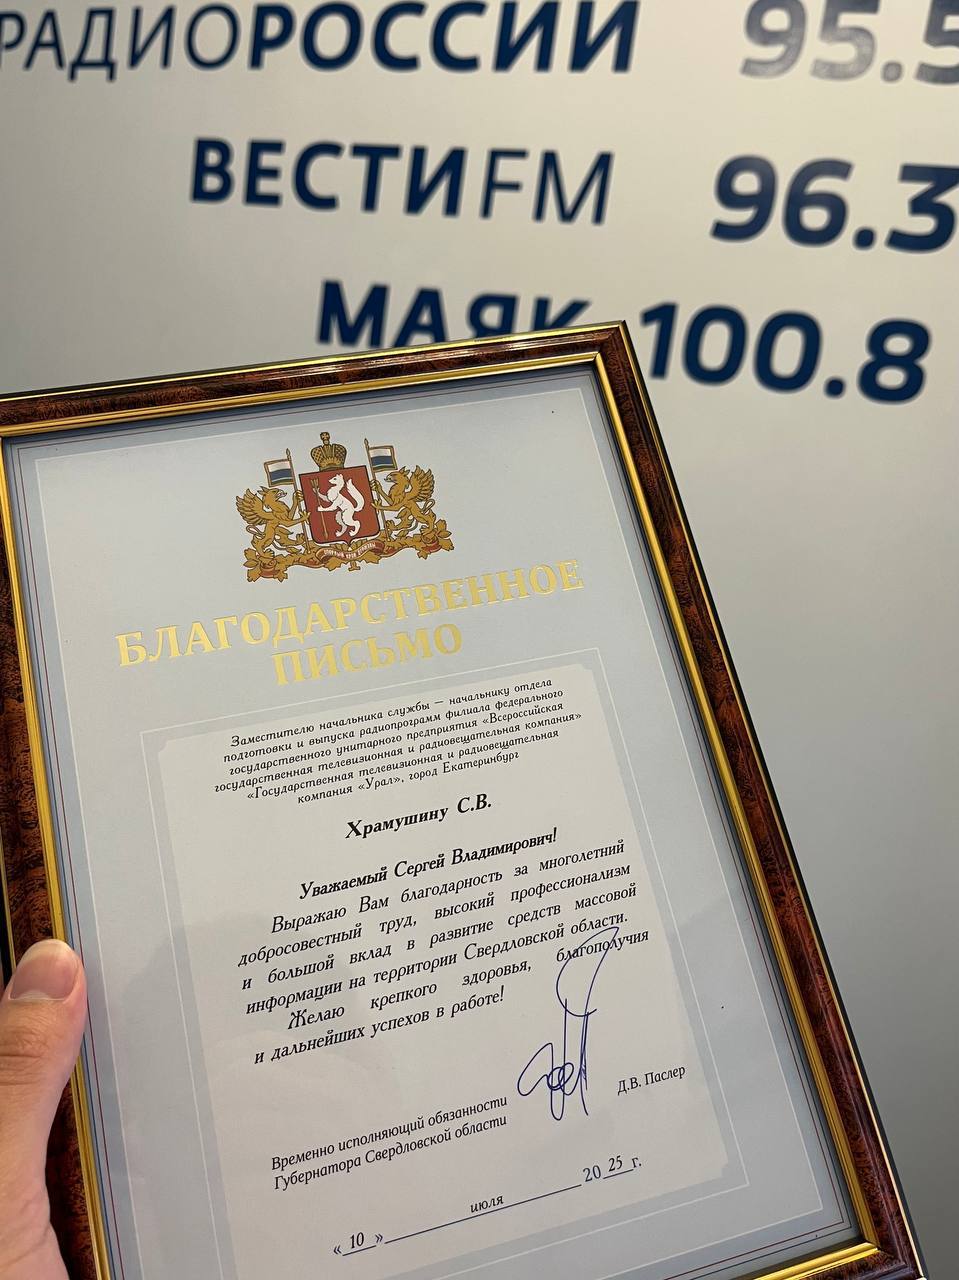 РАДИОРОССИИ 95.5
ВЕСТИFM 96.3
МАЯК 100.8
БЛАГОДАРСТВЕННОЕ
ПИСЬМО
Заместителю начальника службы — начальнику отдела
подготовки и выпуска радиопрограмм филиала федерального
государственного унитарного предприятия «Всероссийская
государственная телевизионная и радиовещательная компания»
«Государственная телевизионная и радиовещательная
компания «Урал», город Екатеринбург
Храмушину С.В.
Уважаемый Сергей Владимирович!
Выражаю Вам благодарность за многолетний
добросовестный труд, высокий профессионализм
и большой вклад в развитие средств массовой
информации на территории Свердловской области.
Желаю крепкого здоровья, благополучия
и дальнейших успехов в работе!
Временно исполняющий обязанности
Губернатора Свердловской области
Д.В. Паслер
« 10 » июля 20 25 г.